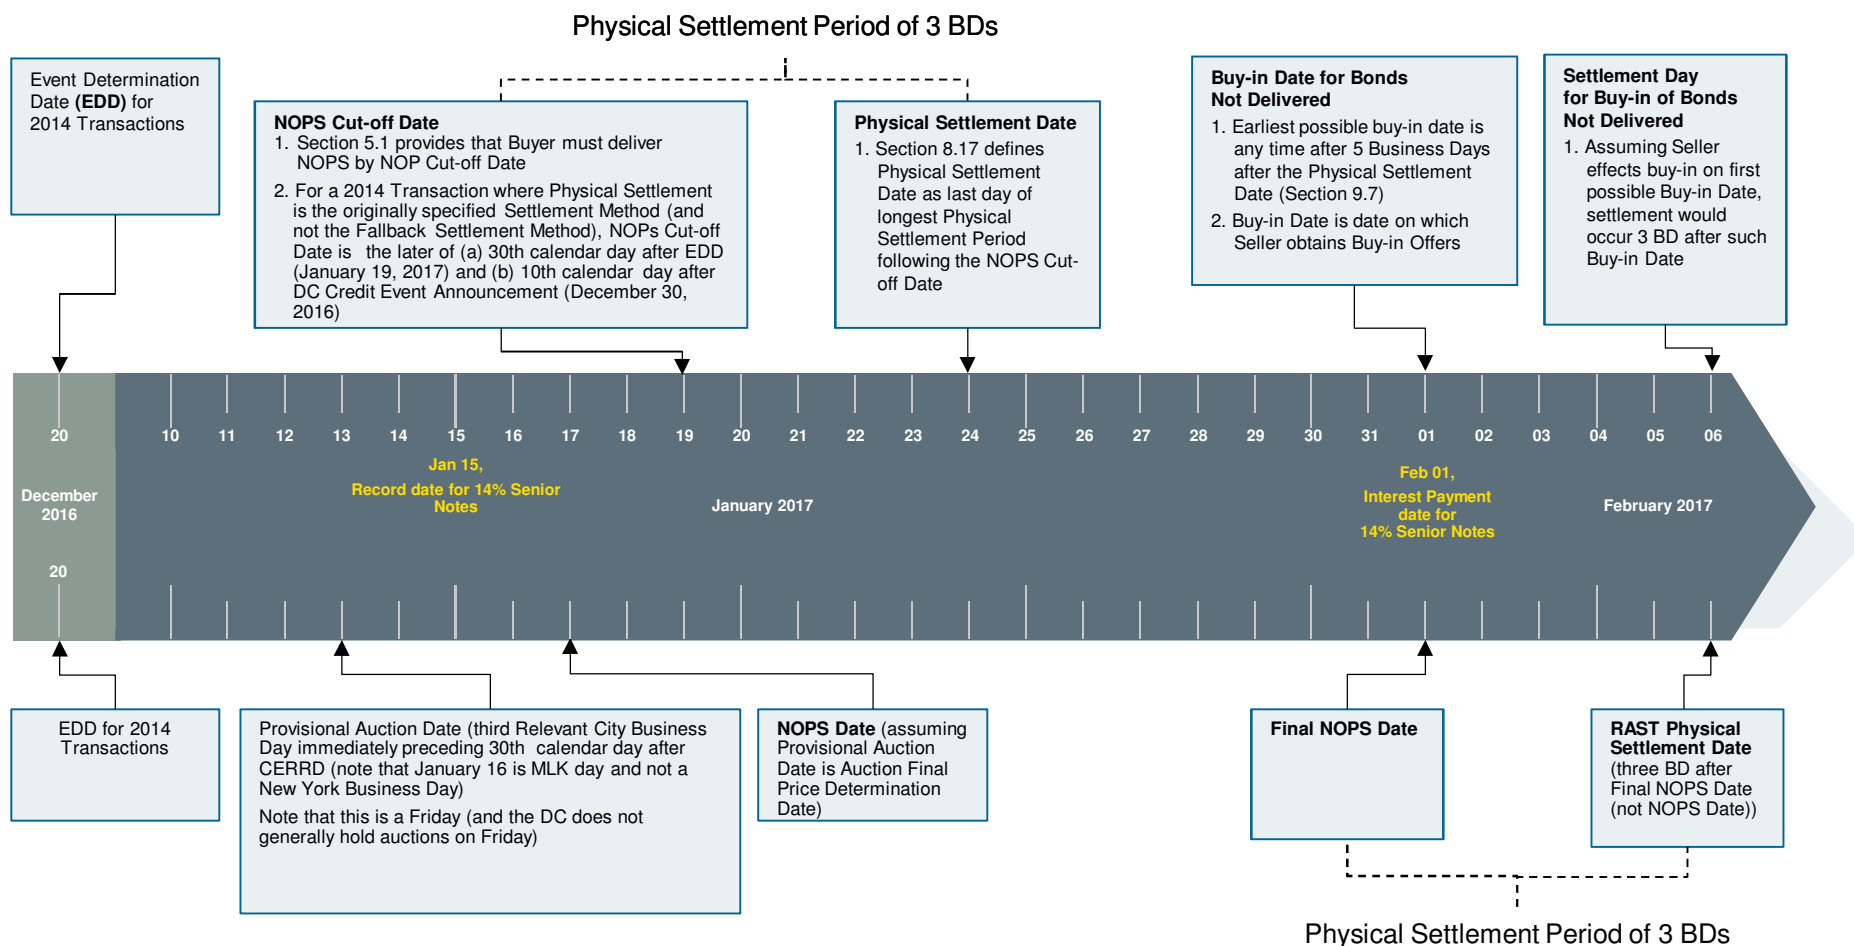 Physical Settlement Period of 3 BDs
Event Determination
Date (EDD) for
2014 Transactions
NOPS Cut-off Date
1. Section 5.1 provides that Buyer must deliver
NOPS by NOP Cut-off Date
2. For a 2014 Transaction where Physical Settlement
is the originally specified Settlement Method (and
not the Fallback Settlement Method), NOPs Cut-off
Date is the later of (a) 30th calendar day after EDD
(January 19, 2017) and (b) 10th calendar day after
DC Credit Event Announcement (December 30,
2016)
Physical Settlement Date
1. Section 8.17 defines
Physical Settlement
Date as last day of
longest Physical
Settlement Period
following the NOPS Cut-
off Date
Buy-in Date for Bonds
Not Delivered
1. Earliest possible buy-in date is
any time after 5 Business Days
after the Physical Settlement
Date (Section 9.7)
2. Buy-in Date is date on which
Seller obtains Buy-in Offers
Settlement Day
for Buy-in of Bonds
Not Delivered
1. Assuming Seller
effects buy-in on first
possible Buy-in Date,
settlement would
occur 3 BD after such
Buy-in Date
20 10 11 12 13 14 15 16 17 18 19 20 21 22 23 24 25 26 27 28 29 30 31 01 02 03 04 05 06
Jan 15,
Record date for 14% Senior
Notes
Feb 01,
Interest Payment
date for
14% Senior Notes
December
2016
January 2017
February 2017
20
EDD for 2014
Transactions
Provisional Auction Date (third Relevant City Business
Day immediately preceding 30th calendar day after
CERRD (note that January 16 is MLK day and not a
New York Business Day)
Note that this is a Friday (and the DC does not
generally hold auctions on Friday)
NOPS Date (assuming
Provisional Auction
Date is Auction Final
Price Determination
Date)
Final NOPS Date
RAST Physical
Settlement Date
(three BD after
Final NOPS Date
(not NOPS Date))
Physical Settlement Period of 3 BDs